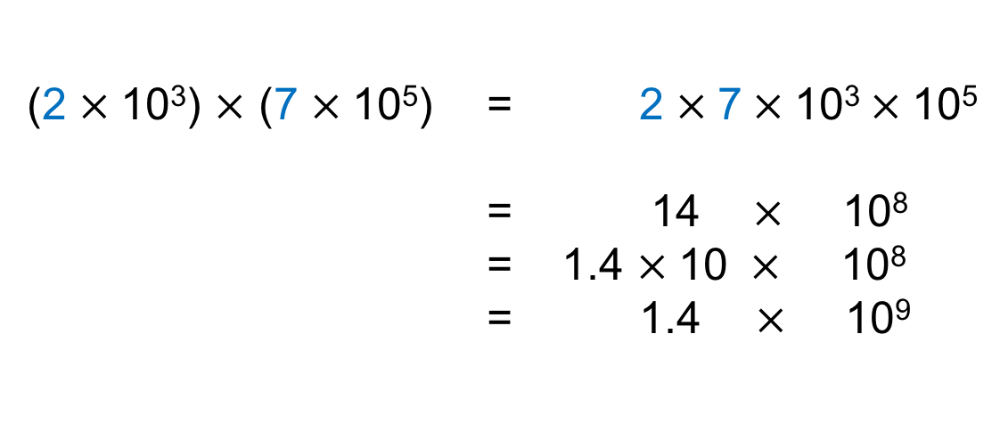 (2 × 10³) × (7 × 10⁵) = 2 × 7 × 10³ × 10⁵
= 14 × 10⁸
= 1.4 × 10 × 10⁸
= 1.4 × 10⁹